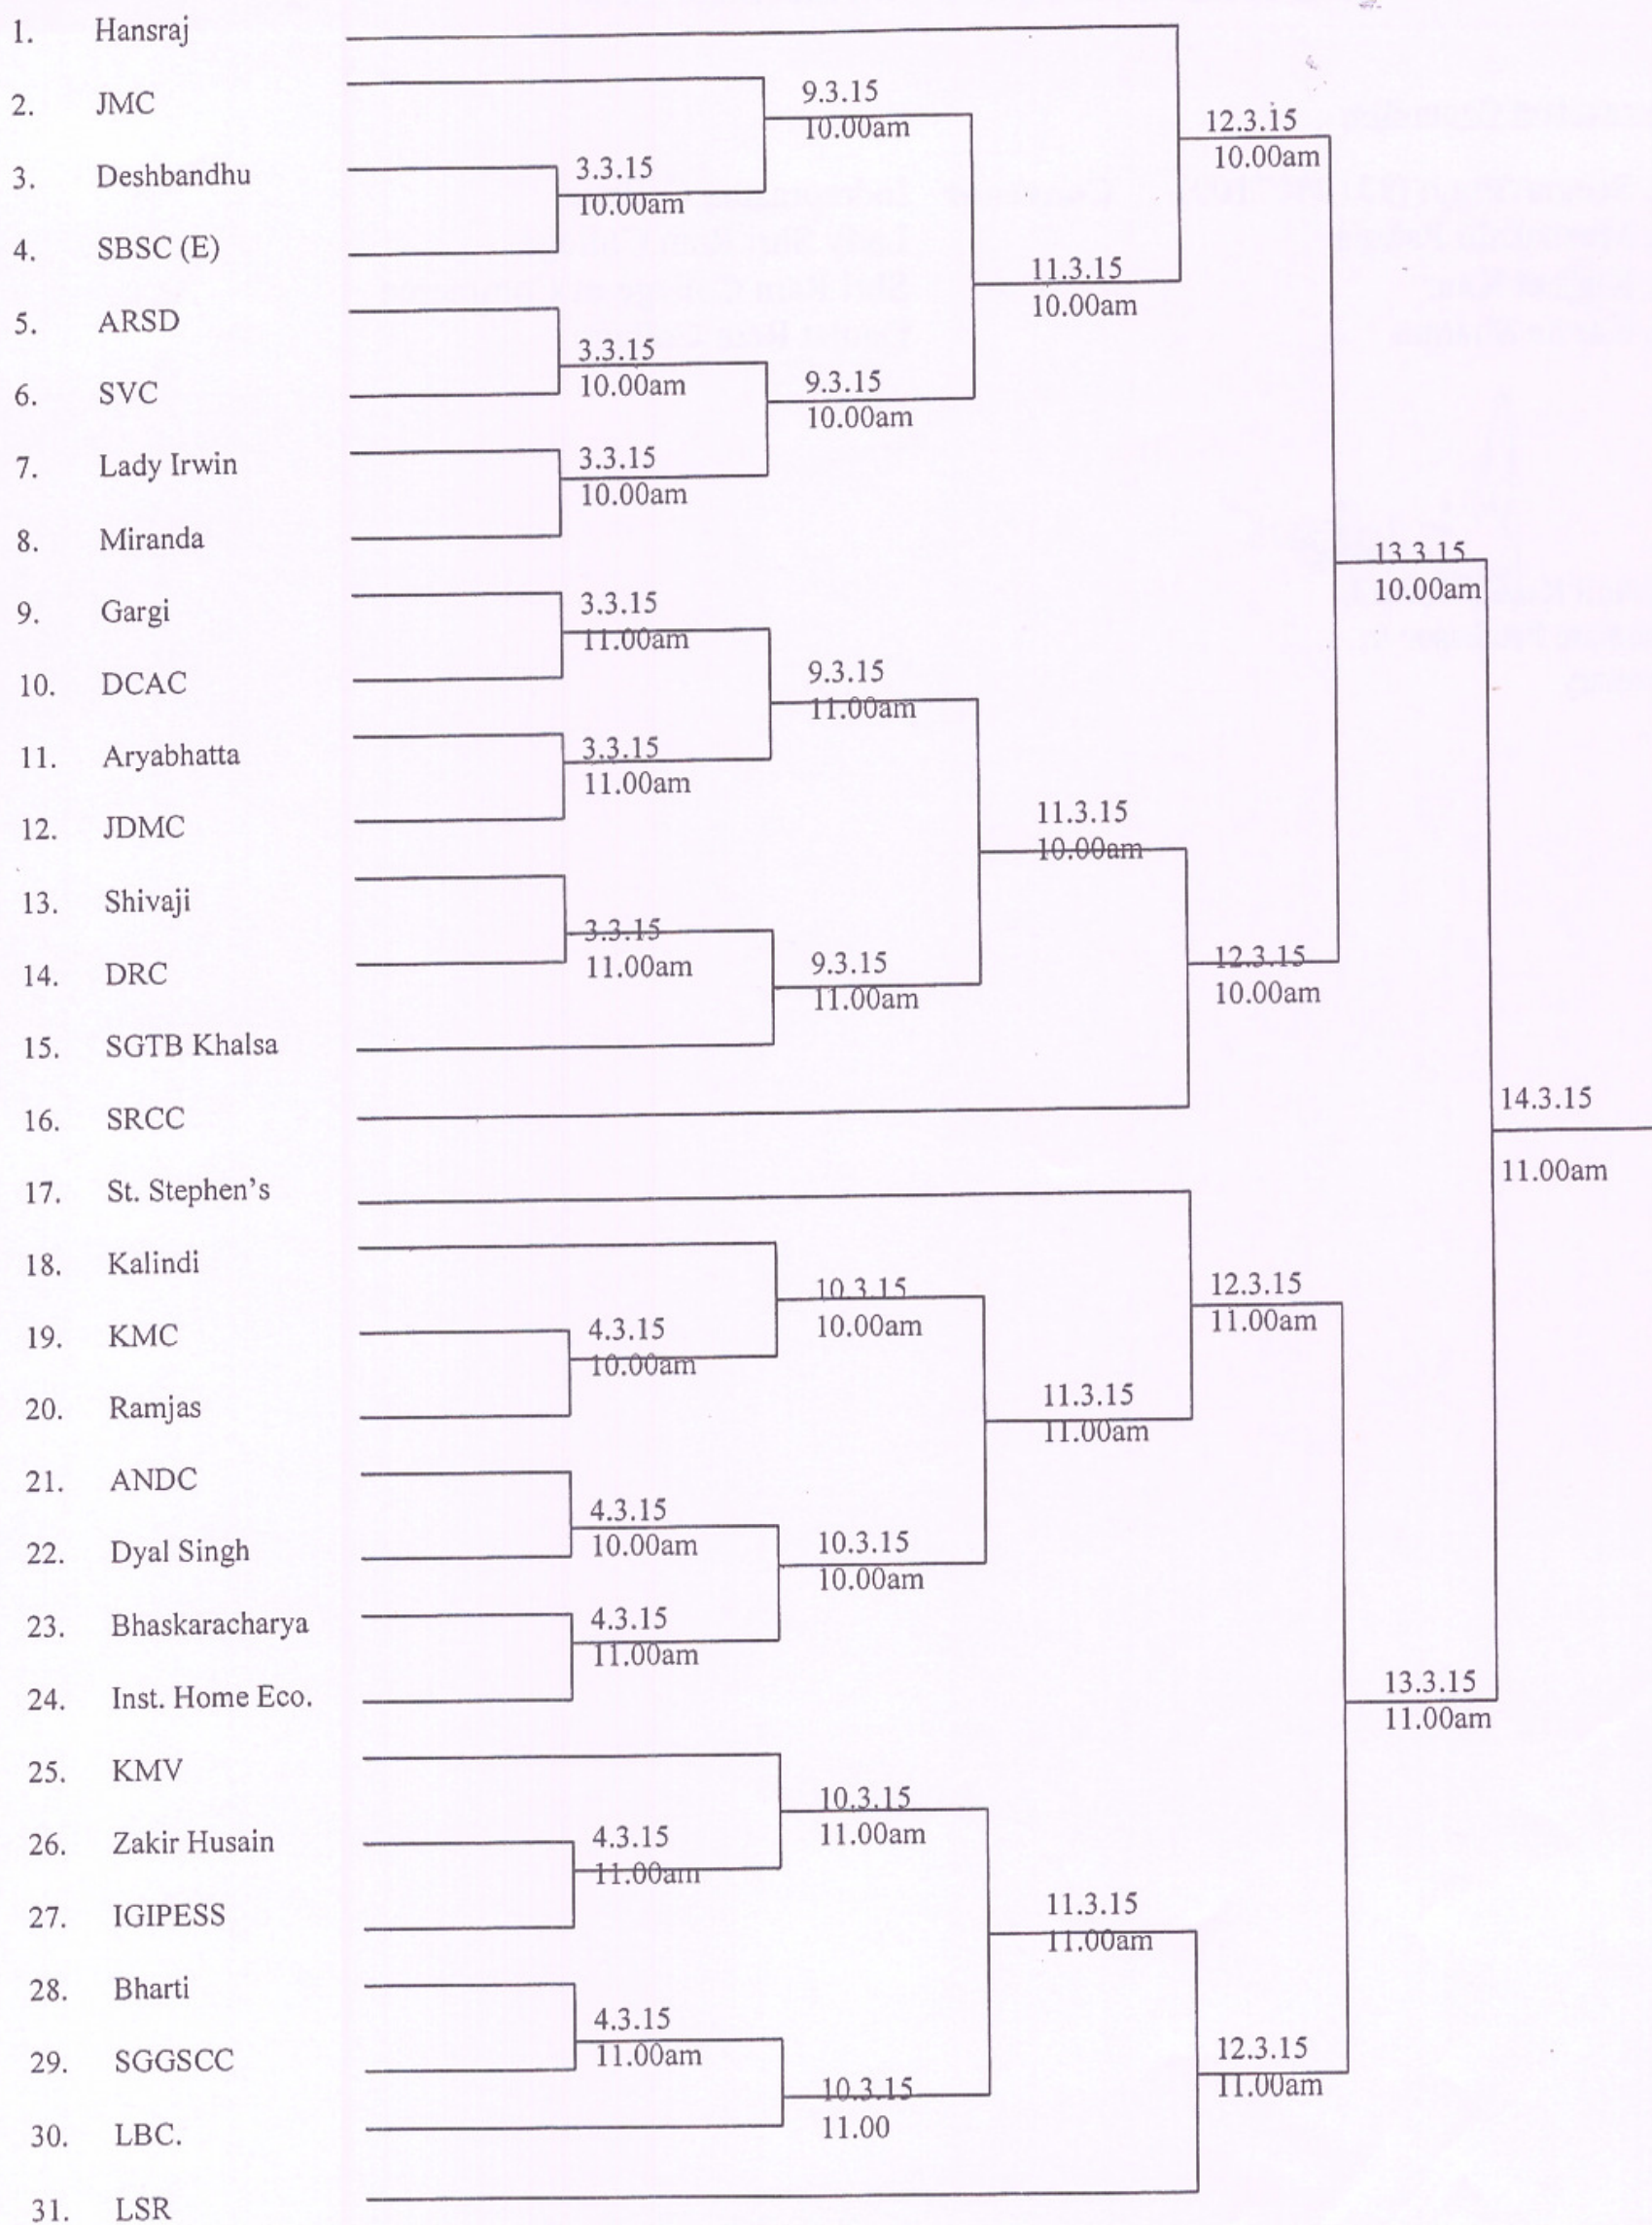 1. Hansraj
2. JMC
9.3.15
10.00am
12.3.15
10.00am
3. Deshbandhu
3.3.15
10.00am
4. SBSC (E)
11.3.15
10.00am
5. ARSD
3.3.15
10.00am
6. SVC
9.3.15
10.00am
7. Lady Irwin
3.3.15
10.00am
8. Miranda
13.3.15
10.00am
9. Gargi
3.3.15
11.00am
10. DCAC
9.3.15
11.00am
11. Aryabhatta
3.3.15
11.00am
12. JDMC
11.3.15
10.00am
13. Shivaji
3.3.15
11.00am
14. DRC
9.3.15
11.00am
12.3.15
10.00am
15. SGTB Khalsa
16. SRCC
14.3.15
11.00am
17. St. Stephen’s
18. Kalindi
10.3.15
10.00am
12.3.15
11.00am
19. KMC
4.3.15
10.00am
20. Ramjas
11.3.15
11.00am
21. ANDC
4.3.15
10.00am
22. Dyal Singh
10.3.15
10.00am
23. Bhaskaracharya
4.3.15
11.00am
24. Inst. Home Eco.
13.3.15
11.00am
25. KMV
10.3.15
11.00am
26. Zakir Husain
4.3.15
11.00am
27. IGIPESS
11.3.15
11.00am
28. Bharti
4.3.15
11.00am
29. SGGSCC
10.3.15
11.00
12.3.15
11.00am
30. LBC.
31. LSR